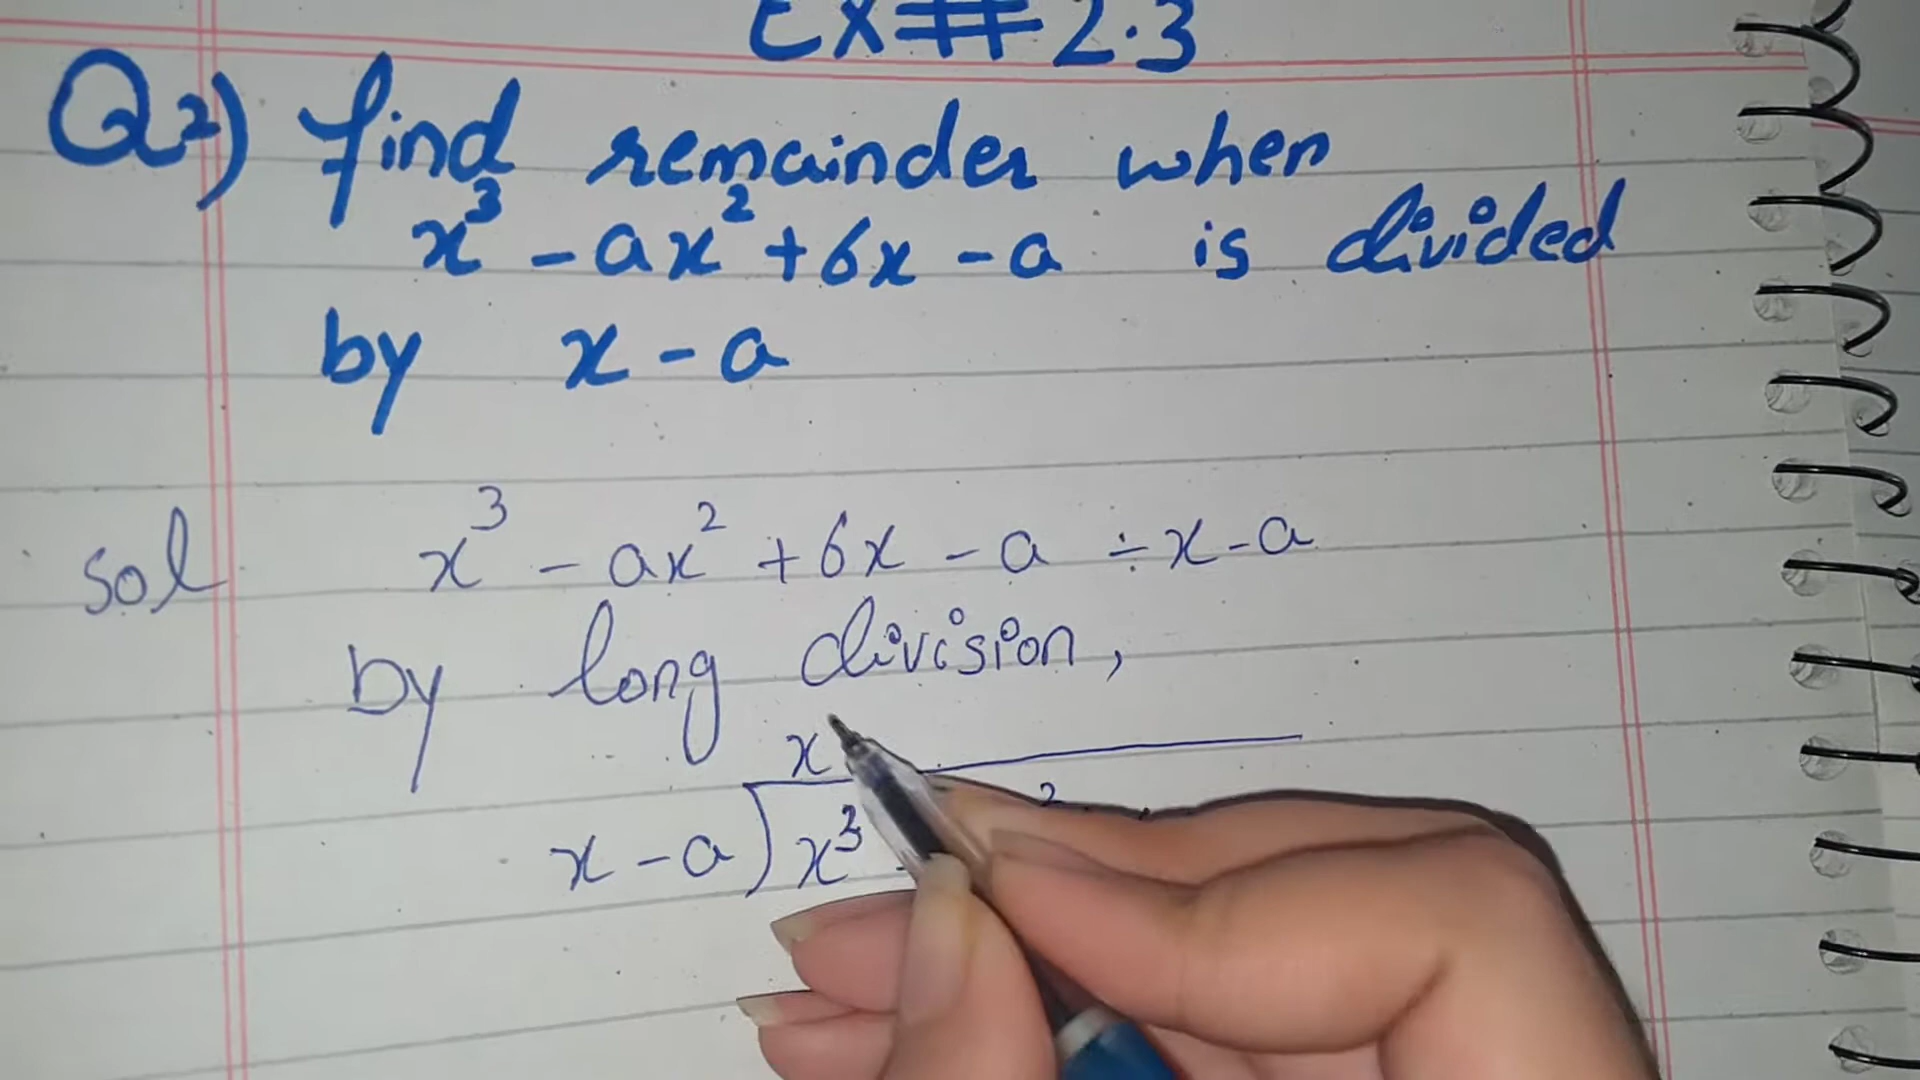 Ex## 2.3
Q2) find remainder when
x³ - ax² + 6x - a is divided
by x - a
Sol x³ - ax² + 6x - a ÷ x - a
by long division,
x
x - a ) x³ - ²